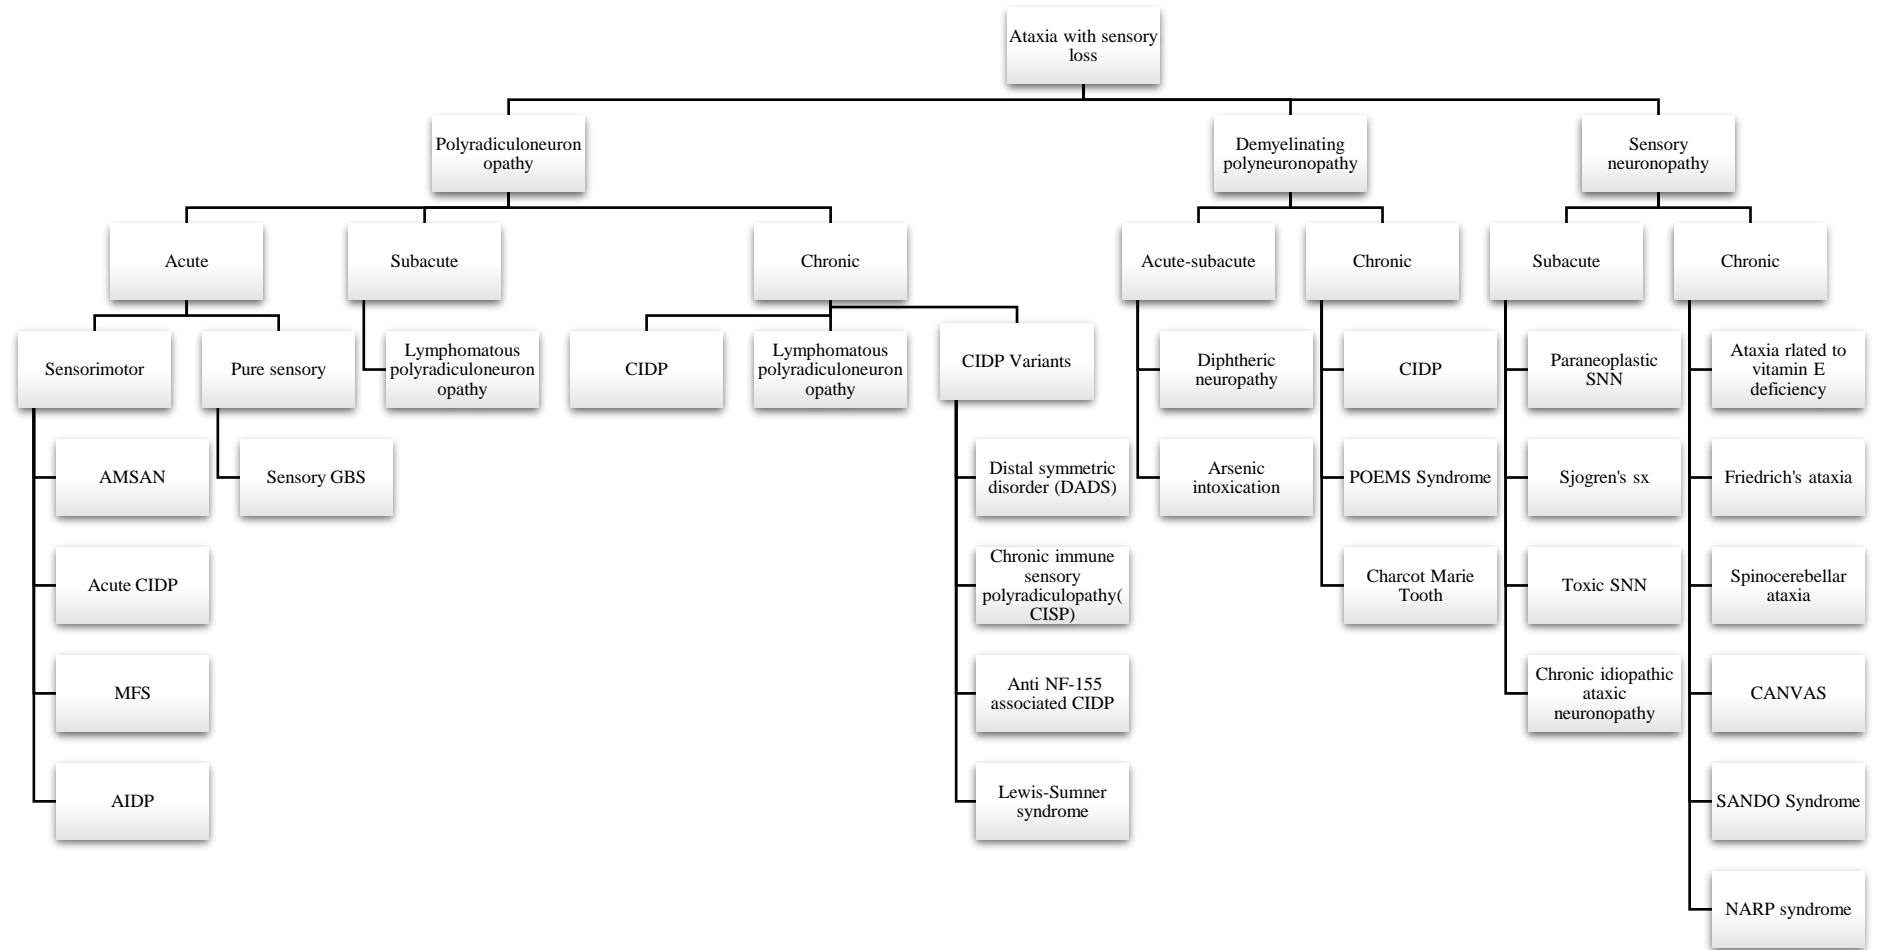 Ataxia with sensory
loss
Polyradiculoneuron
opathy
Demyelinating
polyneuronopathy
Sensory
neuronopathy
Acute
Subacute
Chronic
Acute-subacute
Chronic
Subacute
Chronic
Sensorimotor
Pure sensory
Lymphomatous
polyradiculoneuron
opathy
CIDP
Lymphomatous
polyradiculoneuron
opathy
CIDP Variants
Diphtheric
neuropathy
CIDP
Paraneoplastic
SNN
Ataxia rlated to
vitamin E
deficiency
AMSAN
Sensory GBS
Distal symmetric
disorder (DADS)
Arsenic
intoxication
POEMS Syndrome
Sjogren's sx
Friedrich's ataxia
Acute CIDP
Chronic immune
sensory
polyradiculopathy(
CISP)
Charcot Marie
Tooth
Toxic SNN
Spinocerebellar
ataxia
MFS
Anti NF-155
associated CIDP
Chronic idiopathic
ataxic
neuronopathy
CANVAS
AIDP
Lewis-Sumner
syndrome
SANDO Syndrome
NARP syndrome